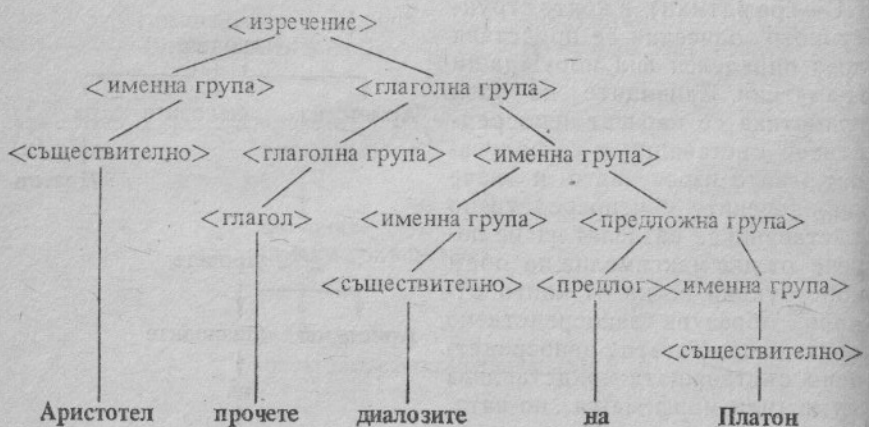 <изречение>
<именна група> <глаголна група>
<съществително> <глаголна група> <именна група>
<глагол> <именна група> <предложна група>
<съществително> <предлог> <именна група>
<съществително>
Аристотел прочете диалозите на Платон